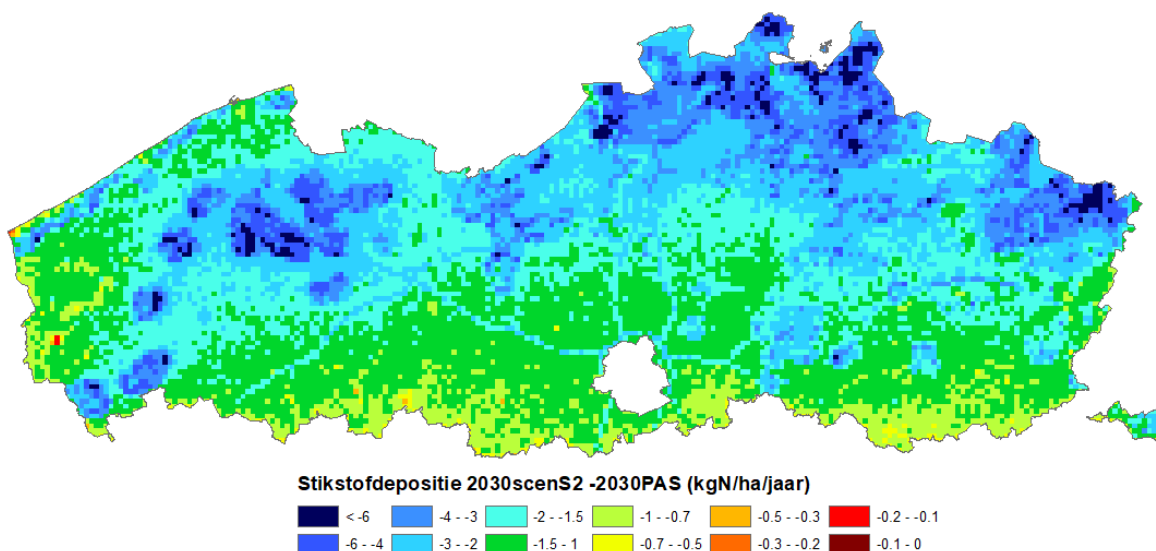 Stikstofdepositie 2030scenS2 -2030PAS (kgN/ha/jaar)
< -6 -4 - -3 -2 - -1.5 -1 - -0.7 -0.5 - -0.3 -0.2 - -0.1
-6 - -4 -3 - -2 -1.5 - 1 -0.7 - -0.5 -0.3 - -0.2 -0.1 - 0